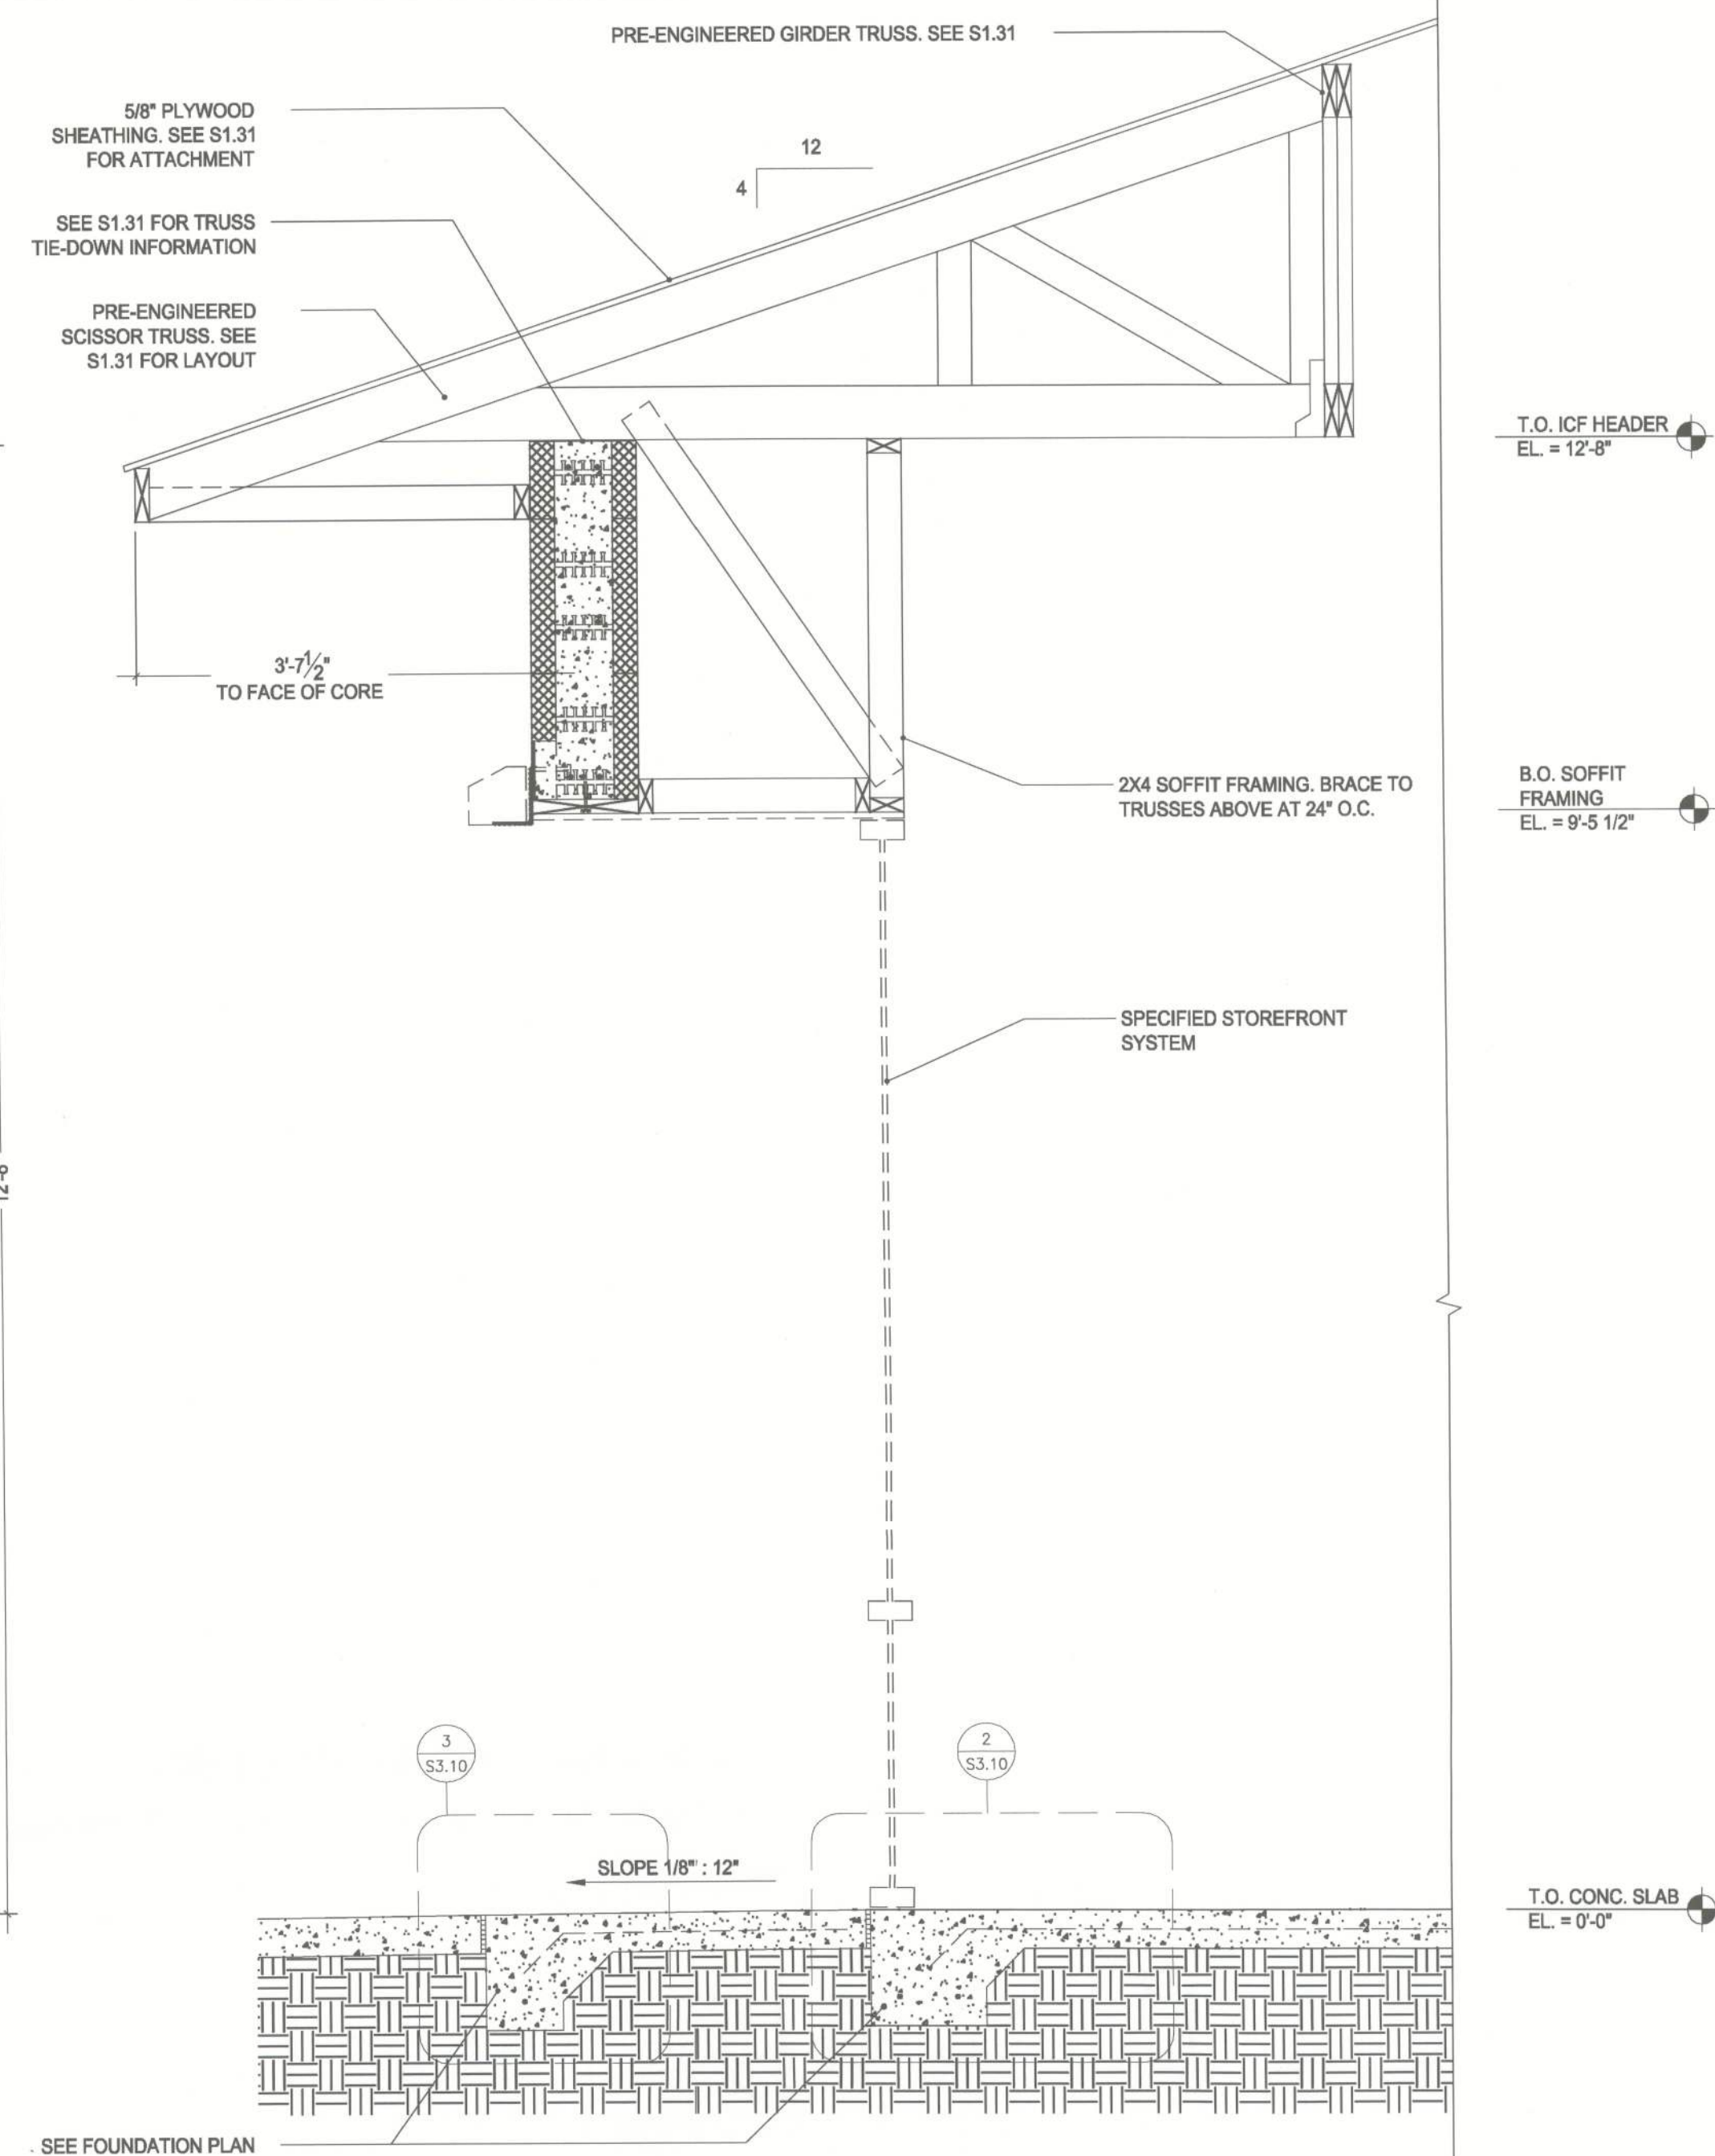 PRE-ENGINEERED GIRDER TRUSS. SEE S1.31
5/8" PLYWOOD
SHEATHING. SEE S1.31
FOR ATTACHMENT
12
4
SEE S1.31 FOR TRUSS
TIE-DOWN INFORMATION
PRE-ENGINEERED
SCISSOR TRUSS. SEE
S1.31 FOR LAYOUT
T.O. ICF HEADER
EL. = 12'-8"
3'-7 1/2"
TO FACE OF CORE
2X4 SOFFIT FRAMING. BRACE TO
TRUSSES ABOVE AT 24" O.C.
B.O. SOFFIT
FRAMING
EL. = 9'-5 1/2"
SPECIFIED STOREFRONT
SYSTEM
3
S3.10
2
S3.10
SLOPE 1/8" : 12"
T.O. CONC. SLAB
EL. = 0'-0"
SEE FOUNDATION PLAN